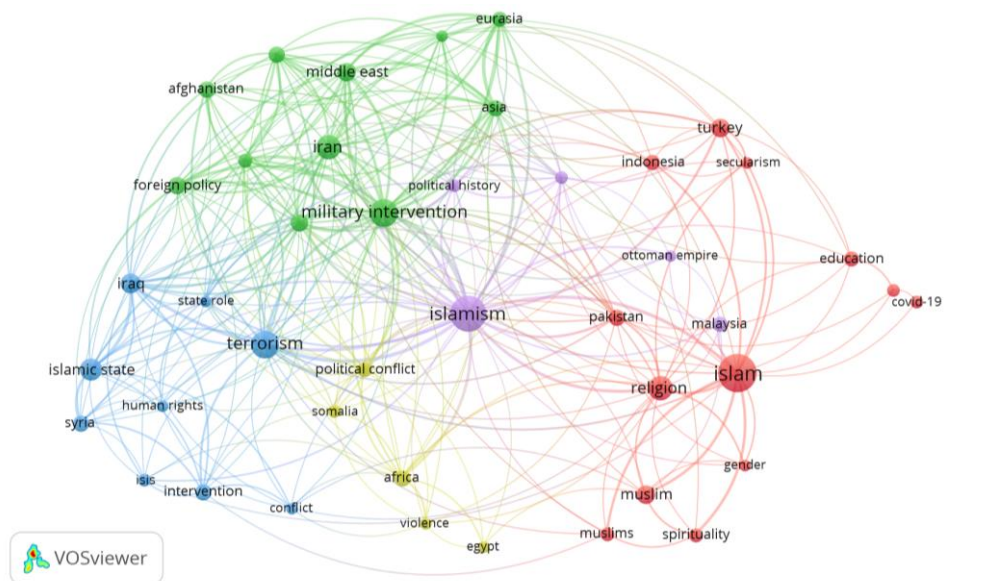 eurasia
middle east
afghanistan
asia
turkey
iran
indonesia
secularism
foreign policy
political history
military intervention
ottoman empire
education
iraq
state role
covid-19
islamism
pakistan
malaysia
terrorism
islamic state
political conflict
islam
religion
human rights
somalia
syria
gender
africa
isis
intervention
muslim
conflict
violence
muslims
spirituality
egypt
VOSviewer